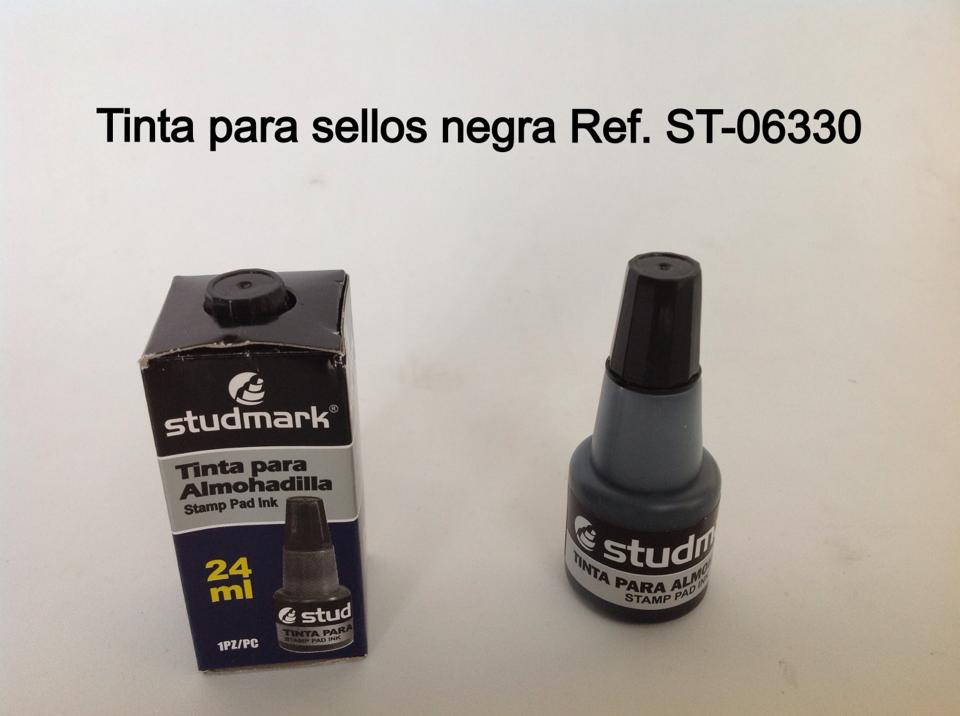 Tinta para sellos negra Ref. ST-06330
studmark®
Tinta para
Almohadilla
Stamp Pad Ink
24
ml
1PZ/PC
stud
TINTA PARA
STAMP PAD INK
studm
TINTA PARA ALMO
STAMP PAD INK